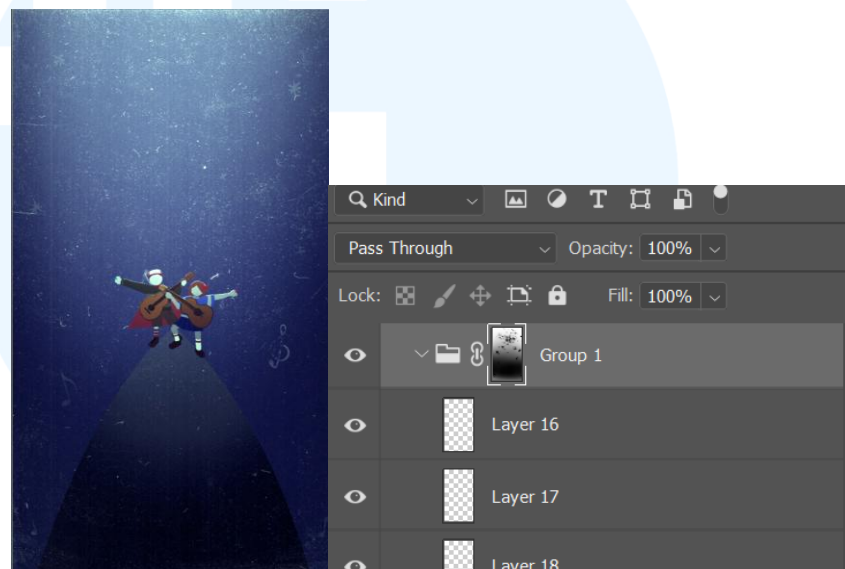 Kind
T
Pass Through Opacity: 100%
Lock: Fill: 100%
Group 1
Layer 16
Layer 17
Layer 18